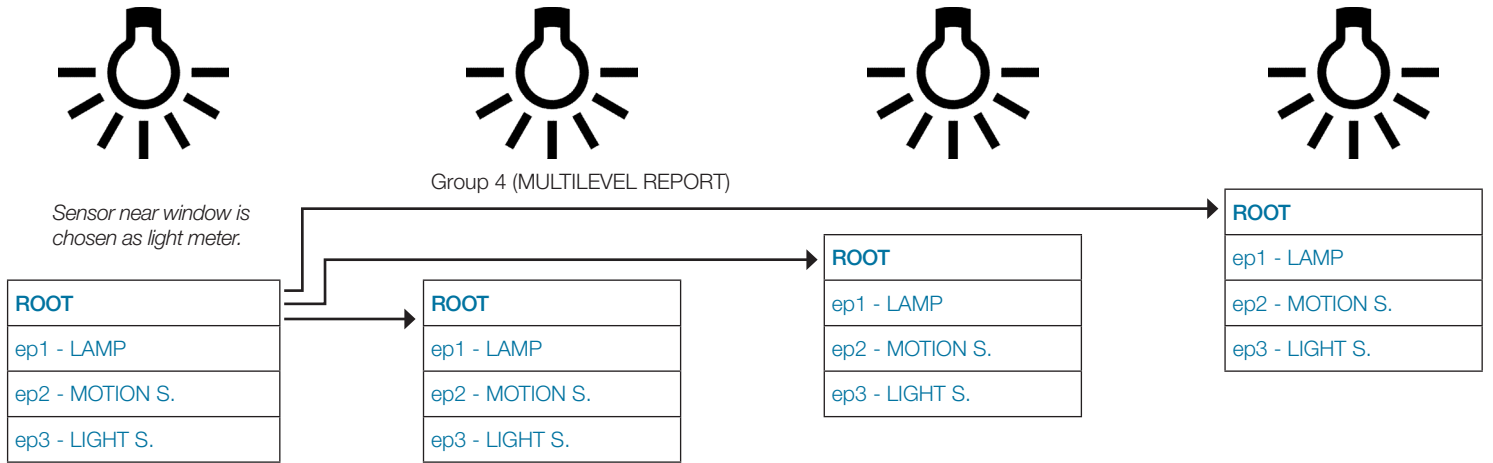 Group 4 (MULTILEVEL REPORT)
Sensor near window is
chosen as light meter.
ROOT
ep1 - LAMP
ep2 - MOTION S.
ep3 - LIGHT S.
ROOT
ep1 - LAMP
ep2 - MOTION S.
ep3 - LIGHT S.
ROOT
ep1 - LAMP
ep2 - MOTION S.
ep3 - LIGHT S.
ROOT
ep1 - LAMP
ep2 - MOTION S.
ep3 - LIGHT S.